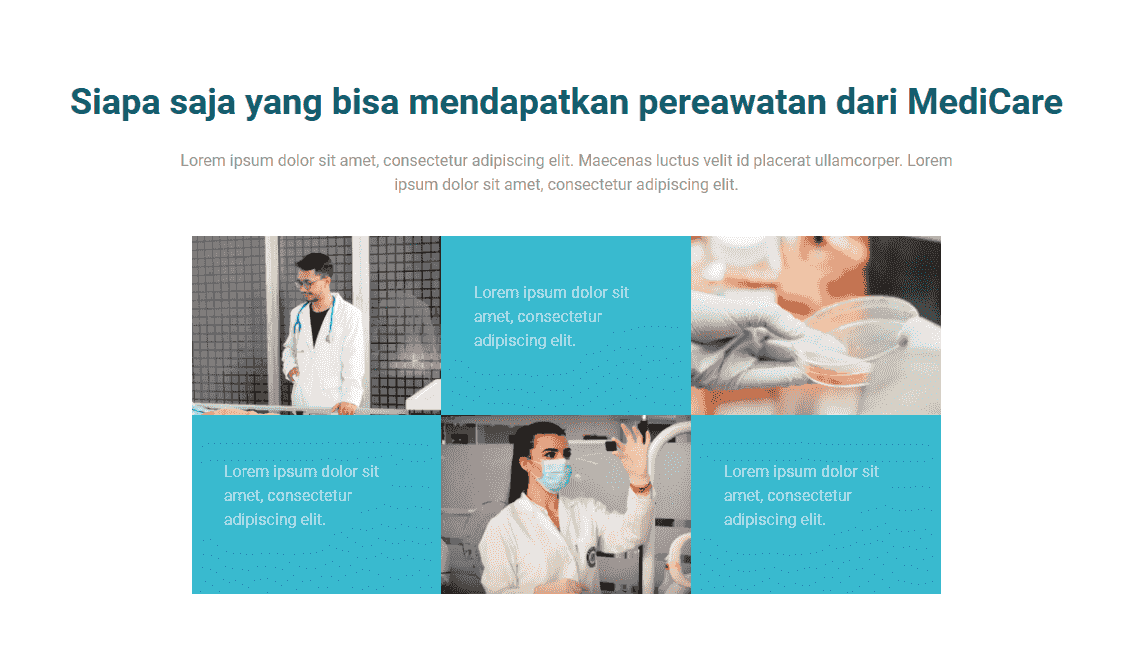 Siapa saja yang bisa mendapatkan pereawatan dari MediCare
Lorem ipsum dolor sit amet, consectetur adipiscing elit. Maecenas luctus velit id placerat ullamcorper. Lorem
ipsum dolor sit amet, consectetur adipiscing elit.
Lorem ipsum dolor sit
amet, consectetur
adipiscing elit.
Lorem ipsum dolor sit
amet, consectetur
adipiscing elit.
Lorem ipsum dolor sit
amet, consectetur
adipiscing elit.